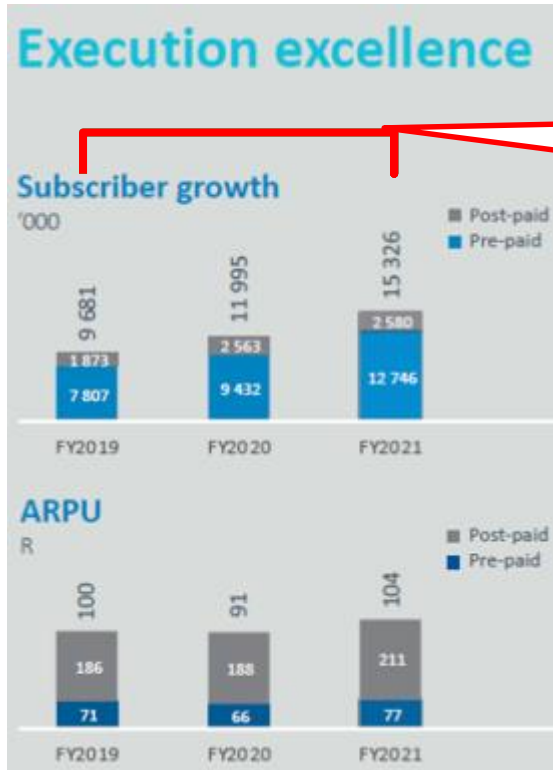 Execution excellence
Subscriber growth
'000
Post-paid
Pre-paid
9 681
11 995
15 326
1 873
2 563
2 580
7 807
9 432
12 746
FY2019
FY2020
FY2021
ARPU
R
Post-paid
Pre-paid
100
91
104
186
188
211
71
66
77
FY2019
FY2020
FY2021